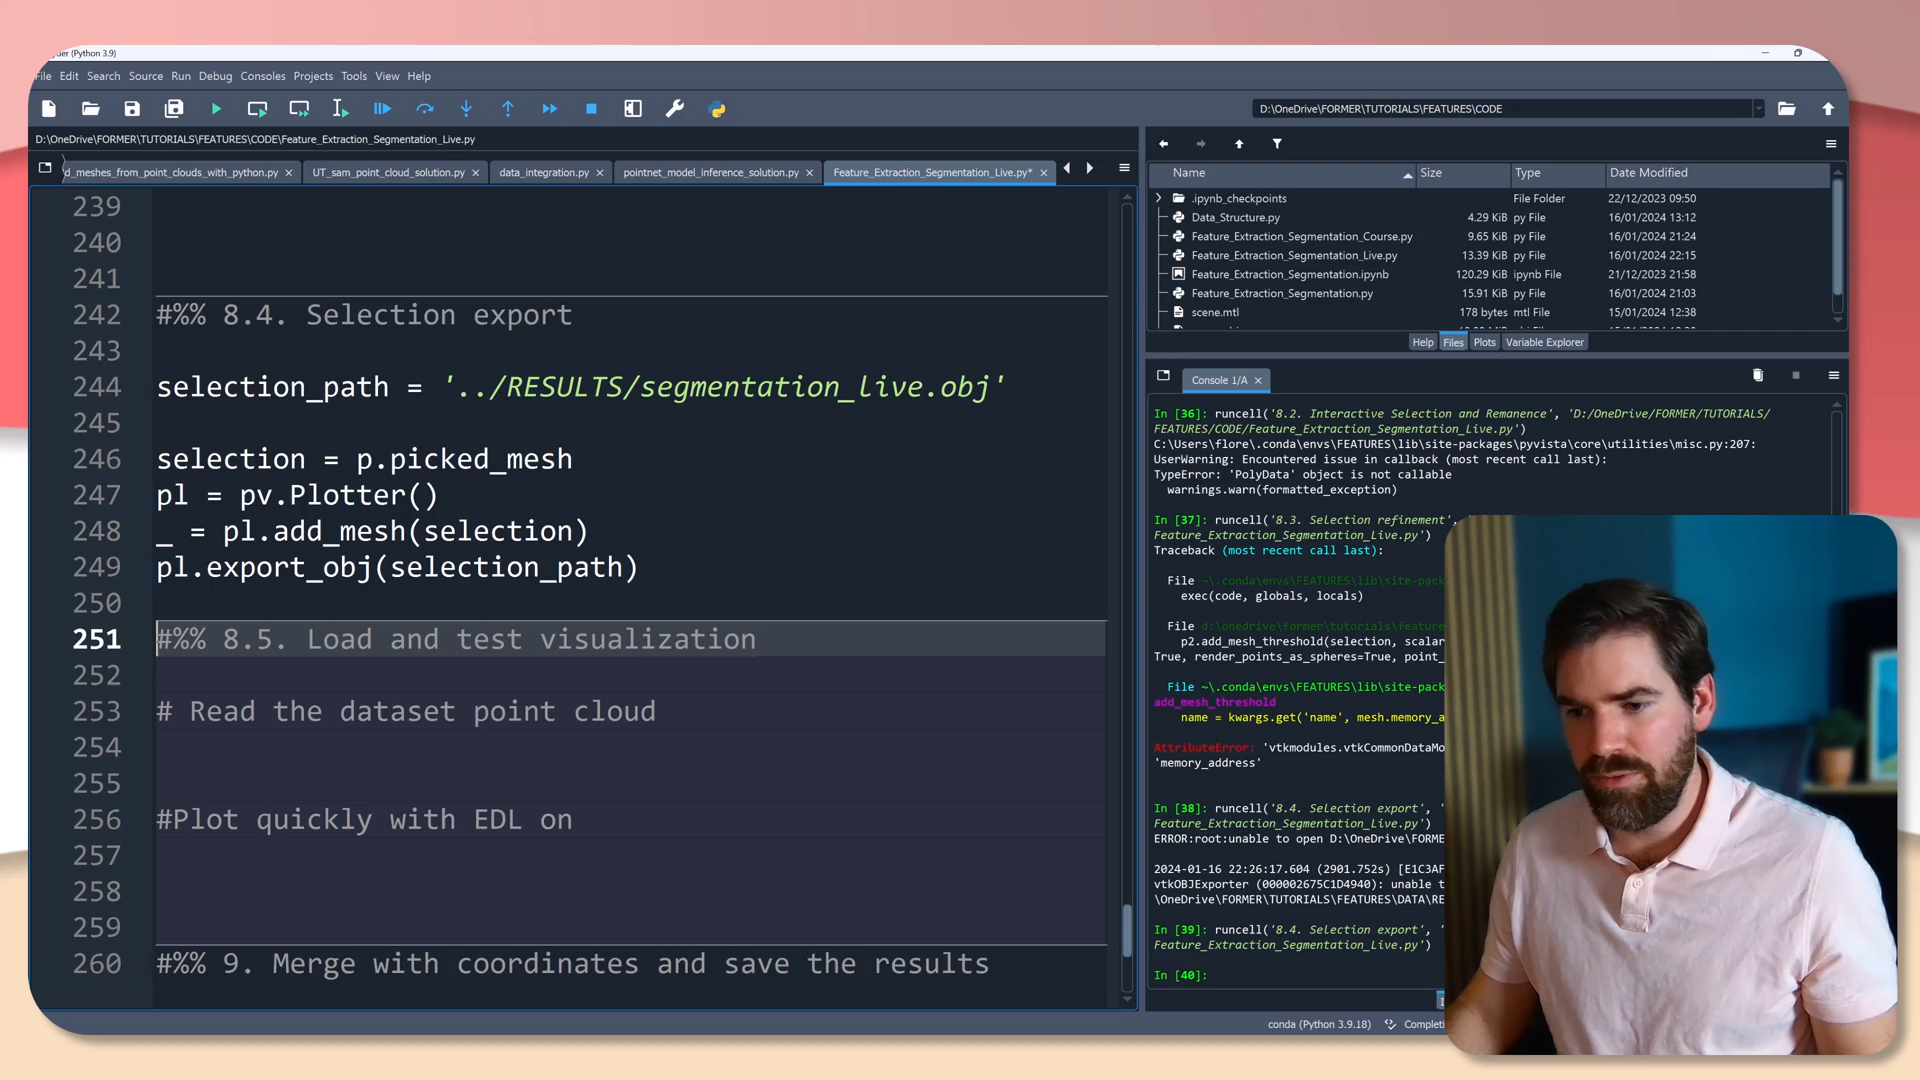 der (Python 3.9)
File Edit Search Source Run Debug Consoles Projects Tools View Help
D:\OneDrive\FORMER\TUTORIALS\FEATURES\CODE
D:\OneDrive\FORMER\TUTORIALS\FEATURES\CODE\Feature_Extraction_Segmentation_Live.py
d_meshes_from_point_clouds_with_python.py
UT_sam_point_cloud_solution.py
data_integration.py
pointnet_model_inference_solution.py
Feature_Extraction_Segmentation_Live.py*
239
240
241
242 #%% 8.4. Selection export
243
244 selection_path = '../RESULTS/segmentation_live.obj'
245
246 selection = p.picked_mesh
247 pl = pv.Plotter()
248 _ = pl.add_mesh(selection)
249 pl.export_obj(selection_path)
250
251 #%% 8.5. Load and test visualization
252
253 # Read the dataset point cloud
254
255
256 #Plot quickly with EDL on
257
258
259
260 #%% 9. Merge with coordinates and save the results
Name Size Type Date Modified
.ipynb_checkpoints File Folder 22/12/2023 09:50
Data_Structure.py 4.29 KiB py File 16/01/2024 13:12
Feature_Extraction_Segmentation_Course.py 9.65 KiB py File 16/01/2024 21:24
Feature_Extraction_Segmentation_Live.py 13.39 KiB py File 16/01/2024 22:15
Feature_Extraction_Segmentation.ipynb 120.29 KiB ipynb File 21/12/2023 21:58
Feature_Extraction_Segmentation.py 15.91 KiB py File 16/01/2024 21:03
scene.mtl 178 bytes mtl File 15/01/2024 12:38
Help Files Plots Variable Explorer
Console 1/A
In [36]: runcell('8.2. Interactive Selection and Remanence', 'D:/OneDrive/FORMER/TUTORIALS/
FEATURES/CODE/Feature_Extraction_Segmentation_Live.py')
C:\Users\flore\.conda\envs\FEATURES\lib\site-packages\pyvista\core\utilities\misc.py:207:
UserWarning: Encountered issue in callback (most recent call last):
TypeError: 'PolyData' object is not callable
warnings.warn(formatted_exception)
In [37]: runcell('8.3. Selection refinement',
Feature_Extraction_Segmentation_Live.py')
Traceback (most recent call last):
File ~\.conda\envs\FEATURES\lib\site-pack
exec(code, globals, locals)
File d:\onedrive\former\tutorials\feature
p2.add_mesh_threshold(selection, scalar
True, render_points_as_spheres=True, point_
File ~\.conda\envs\FEATURES\lib\site-pack
add_mesh_threshold
name = kwargs.get('name', mesh.memory_a
AttributeError: 'vtkmodules.vtkCommonDataMo
'memory_address'
In [38]: runcell('8.4. Selection export', '
Feature_Extraction_Segmentation_Live.py')
ERROR:root:unable to open D:\OneDrive\FORME
2024-01-16 22:26:17.604 (2901.752s) [E1C3AF
vtkOBJExporter (000002675C1D4940): unable t
\OneDrive\FORMER\TUTORIALS\FEATURES\DATA\RE
In [39]: runcell('8.4. Selection export', '
Feature_Extraction_Segmentation_Live.py')
In [40]:
conda (Python 3.9.18) Completi